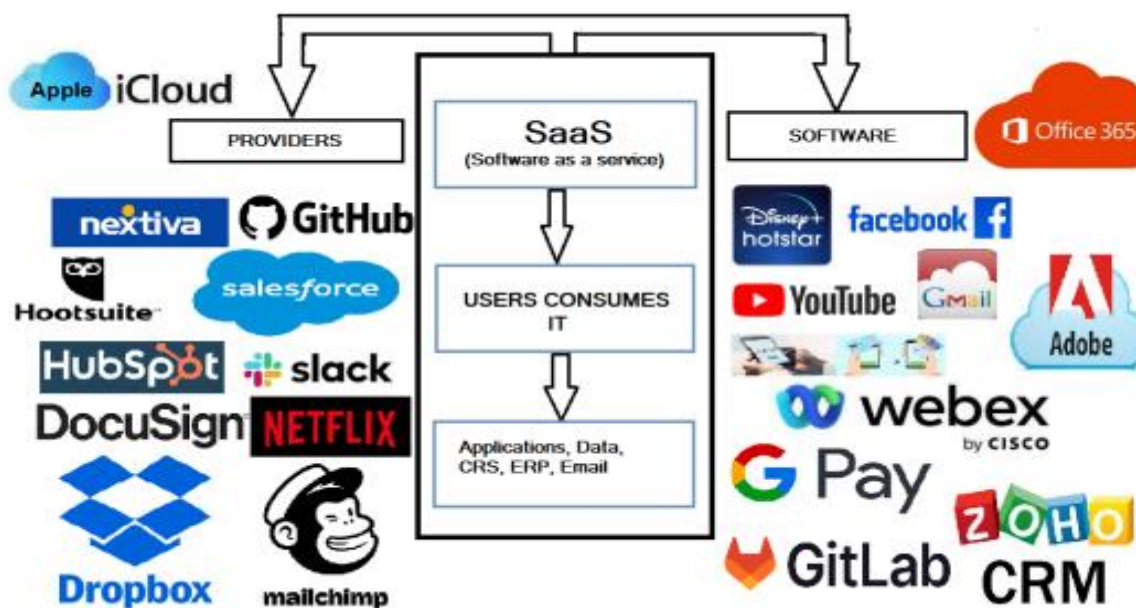 Apple iCloud
PROVIDERS
nextiva
GitHub
Hootsuite™
salesforce
HubSpot
slack
DocuSign
NETFLIX
Dropbox
mailchimp
SaaS
(Software as a service)
USERS CONSUMES
IT
Applications, Data,
CRS, ERP, Email
SOFTWARE
Office 365
Disney+
hotstar
facebook f
YouTube
Gmail
Adobe
webex
by CISCO
G Pay
GitLab
ZOHO
CRM